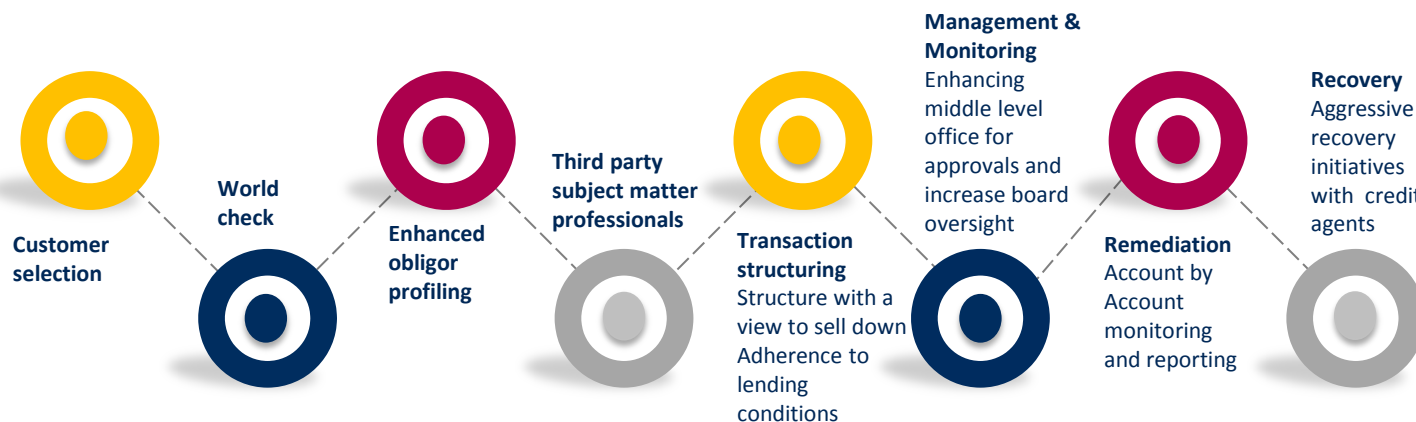 Customer
selection
World
check
Enhanced
obligor
profiling
Third party
subject matter
professionals
Transaction
structuring
Structure with a
view to sell down
Adherence to
lending
conditions
Management &
Monitoring
Enhancing
middle level
office for
approvals and
increase board
oversight
Remediation
Account by
Account
monitoring
and reporting
Recovery
Aggressive
recovery
initiatives
with credit
agents